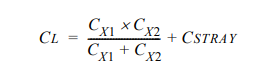 CL = CX1 × CX2 / CX1 + CX2 + CSTRAY